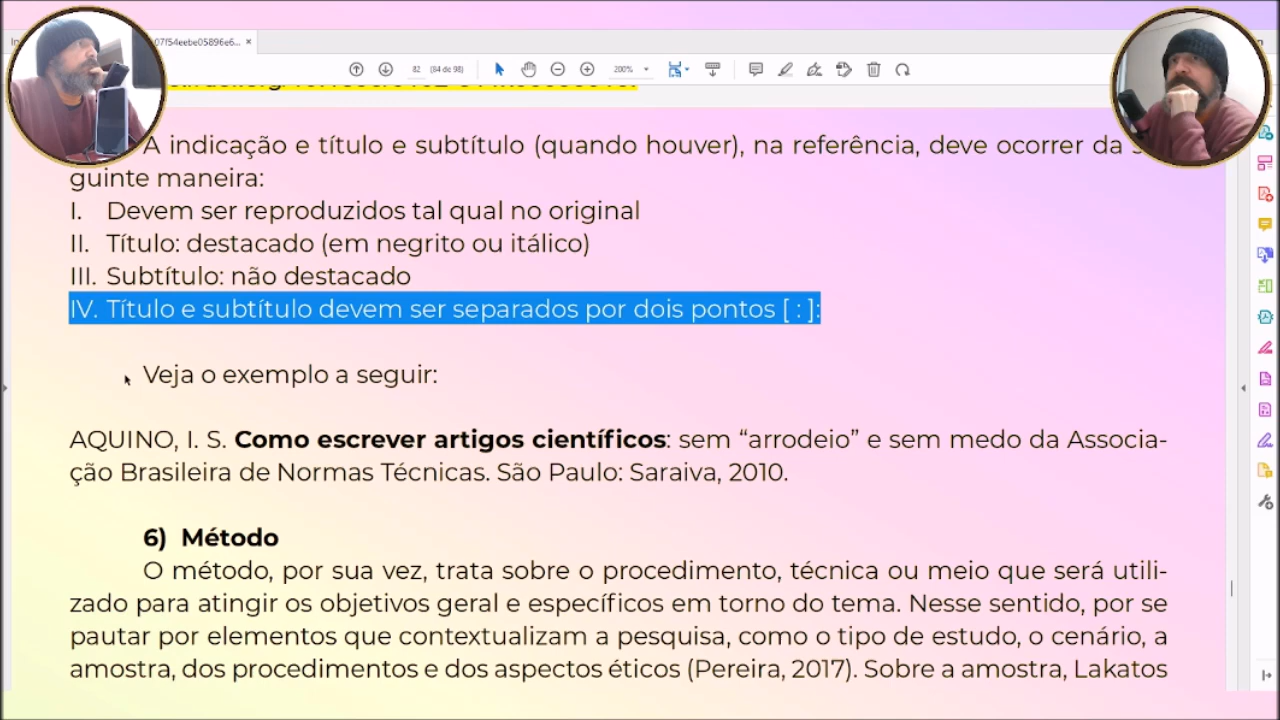 07f54eebe05896e6...
82 (84 de 98) 200%
A indicação e título e subtítulo (quando houver), na referência, deve ocorrer da
guinte maneira:
I. Devem ser reproduzidos tal qual no original
II. Título: destacado (em negrito ou itálico)
III. Subtítulo: não destacado
IV. Título e subtítulo devem ser separados por dois pontos [ : ]:
Veja o exemplo a seguir:
AQUINO, I. S. Como escrever artigos científicos: sem “arrodeio” e sem medo da Associa-
ção Brasileira de Normas Técnicas. São Paulo: Saraiva, 2010.
6) Método
O método, por sua vez, trata sobre o procedimento, técnica ou meio que será utili-
zado para atingir os objetivos geral e específicos em torno do tema. Nesse sentido, por se
pautar por elementos que contextualizam a pesquisa, como o tipo de estudo, o cenário, a
amostra, dos procedimentos e dos aspectos éticos (Pereira, 2017). Sobre a amostra, Lakatos